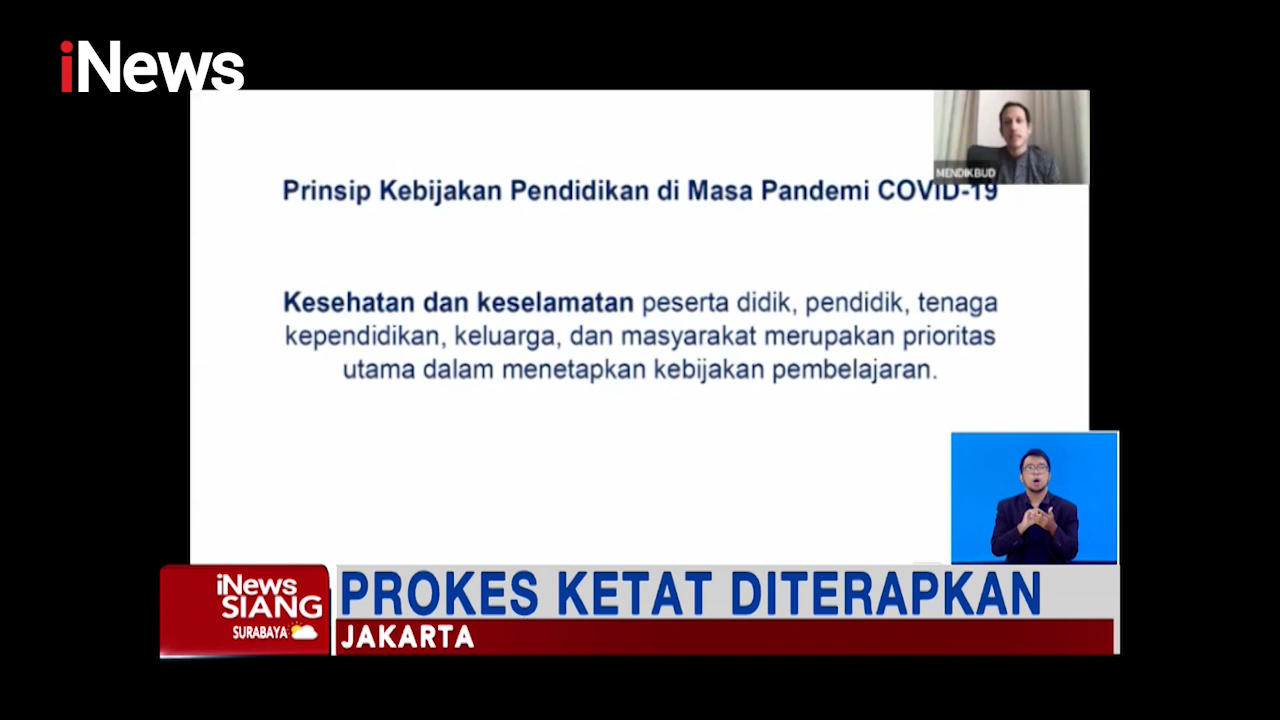 iNews
MENDIKBUD
Prinsip Kebijakan Pendidikan di Masa Pandemi COVID-19
Kesehatan dan keselamatan peserta didik, pendidik, tenaga
kependidikan, keluarga, dan masyarakat merupakan prioritas
utama dalam menetapkan kebijakan pembelajaran.
iNews
SIANG
SURABAYA
PROKES KETAT DITERAPKAN
JAKARTA